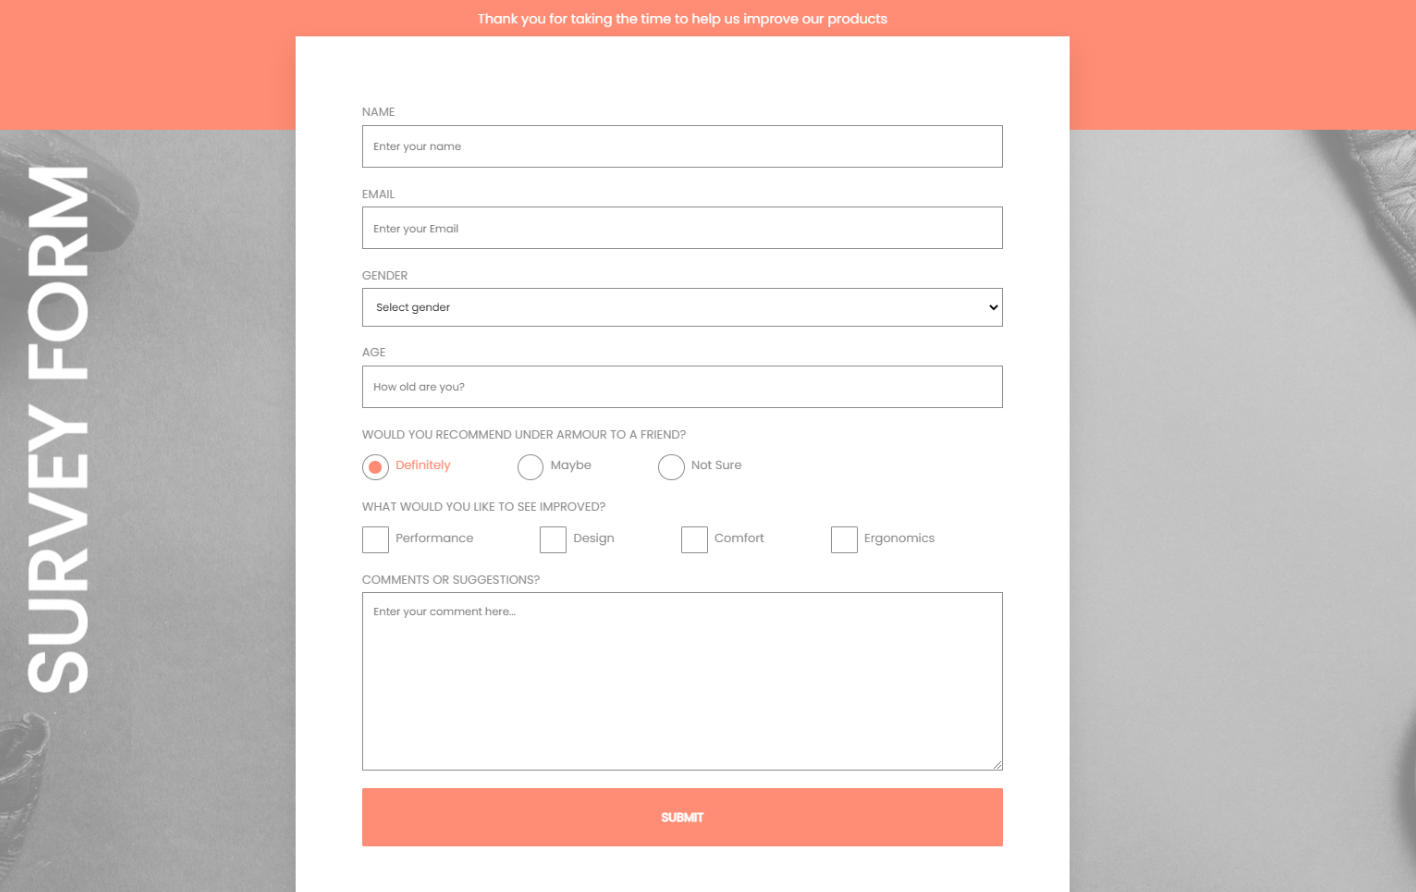 Thank you for taking the time to help us improve our products
SURVEY FORM
NAME
Enter your name
EMAIL
Enter your Email
GENDER
Select gender
AGE
How old are you?
WOULD YOU RECOMMEND UNDER ARMOUR TO A FRIEND?
Definitely Maybe Not Sure
WHAT WOULD YOU LIKE TO SEE IMPROVED?
Performance Design Comfort Ergonomics
COMMENTS OR SUGGESTIONS?
Enter your comment here...
SUBMIT